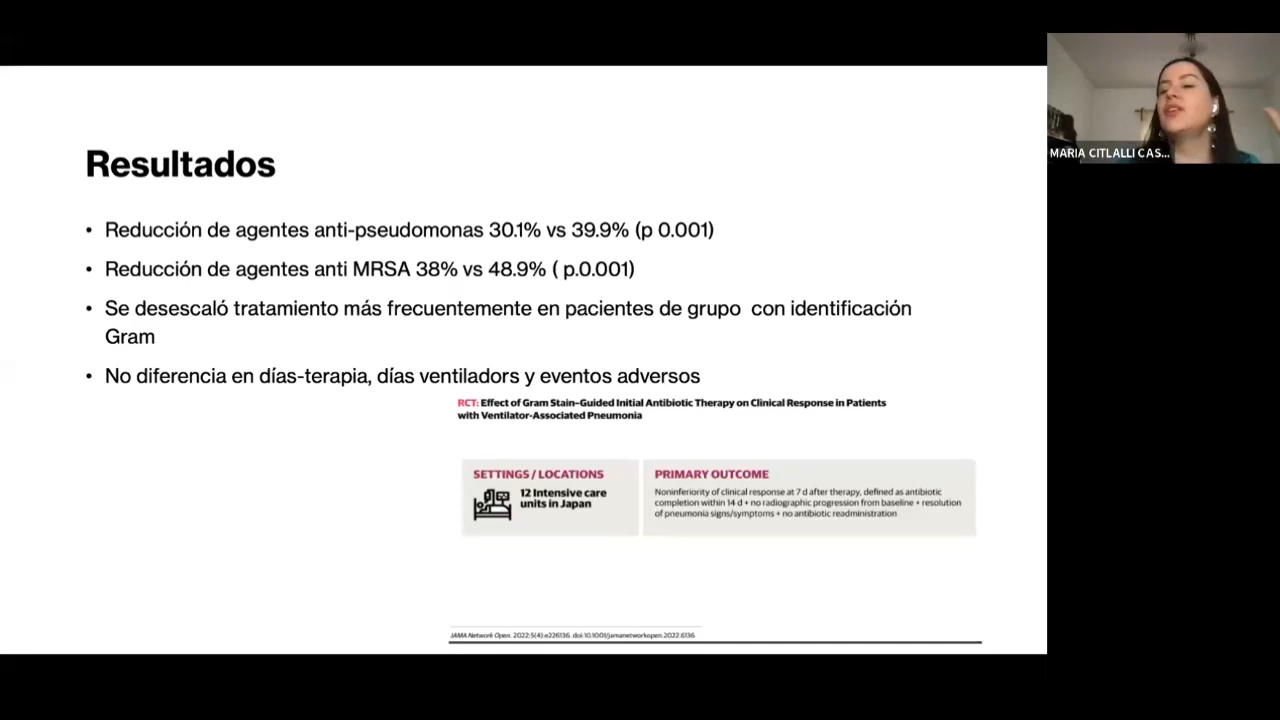 MARIA CITLALLI CAS...
Resultados
• Reducción de agentes anti-pseudomonas 30.1% vs 39.9% (p 0.001)
• Reducción de agentes anti MRSA 38% vs 48.9% ( p.0.001)
• Se desescaló tratamiento más frecuentemente en pacientes de grupo con identificación
Gram
• No diferencia en días-terapia, días ventiladors y eventos adversos
RCT: Effect of Gram Stain–Guided Initial Antibiotic Therapy on Clinical Response in Patients
with Ventilator-Associated Pneumonia
SETTINGS / LOCATIONS
12 Intensive care
units in Japan
PRIMARY OUTCOME
Noninferiority of clinical response at 7 d after therapy, defined as antibiotic
completion within 14 d + no radiographic progression from baseline + resolution
of pneumonia signs/symptoms + no antibiotic readministration
JAMA Network Open. 2022;5(4):e226136. doi:10.1001/jamanetworkopen.2022.6136